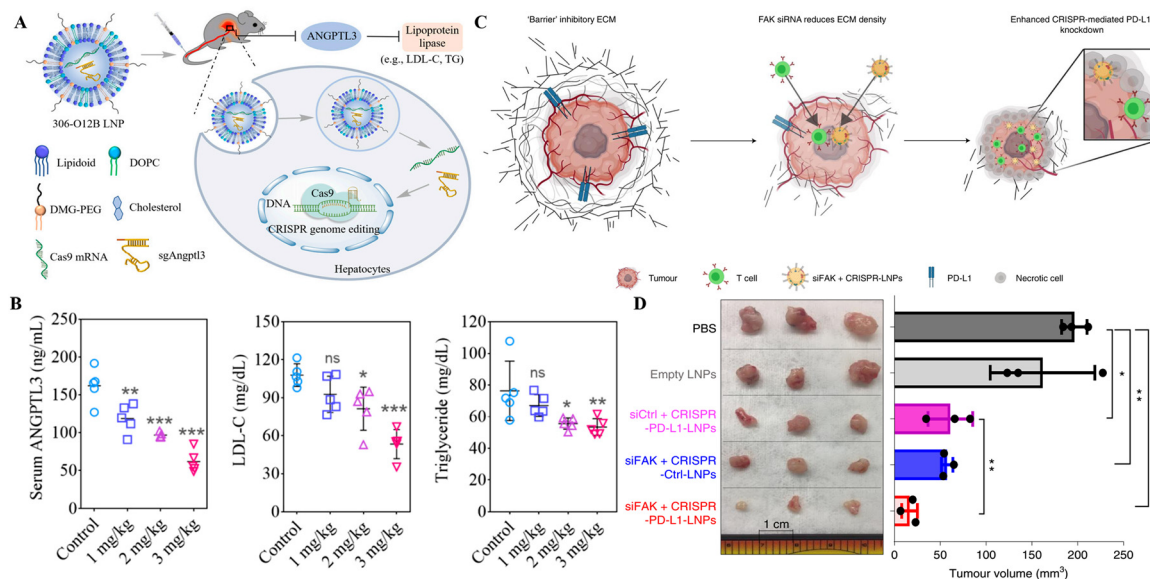 A
306-O12B LNP
Lipidoid
DOPC
DMG-PEG
Cholesterol
Cas9 mRNA
sgAngptl3
ANGPTL3
Lipoprotein
lipase
(e.g., LDL-C, TG)
Cas9
DNA
CRISPR genome editing
Hepatocytes
B
Serum ANGPTL3 (ng/mL)
250
200
150
100
50
0
**
***
***
Control
1 mg/kg
2 mg/kg
3 mg/kg
LDL-C (mg/dL)
150
120
90
60
30
0
ns
*
***
Control
1 mg/kg
2 mg/kg
3 mg/kg
Triglyceride (mg/dL)
120
100
80
60
40
20
0
ns
*
**
Control
1 mg/kg
2 mg/kg
3 mg/kg
C
'Barrier' inhibitory ECM
FAK siRNA reduces ECM density
Enhanced CRISPR-mediated PD-L1
knockdown
Tumour
T cell
siFAK + CRISPR-LNPs
PD-L1
Necrotic cell
D
PBS
Empty LNPs
siCtrl + CRISPR
-PD-L1-LNPs
siFAK + CRISPR
-Ctrl-LNPs
siFAK + CRISPR
-PD-L1-LNPs
1 cm
**
*
**
0
50
100
150
200
250
Tumour volume (mm³)